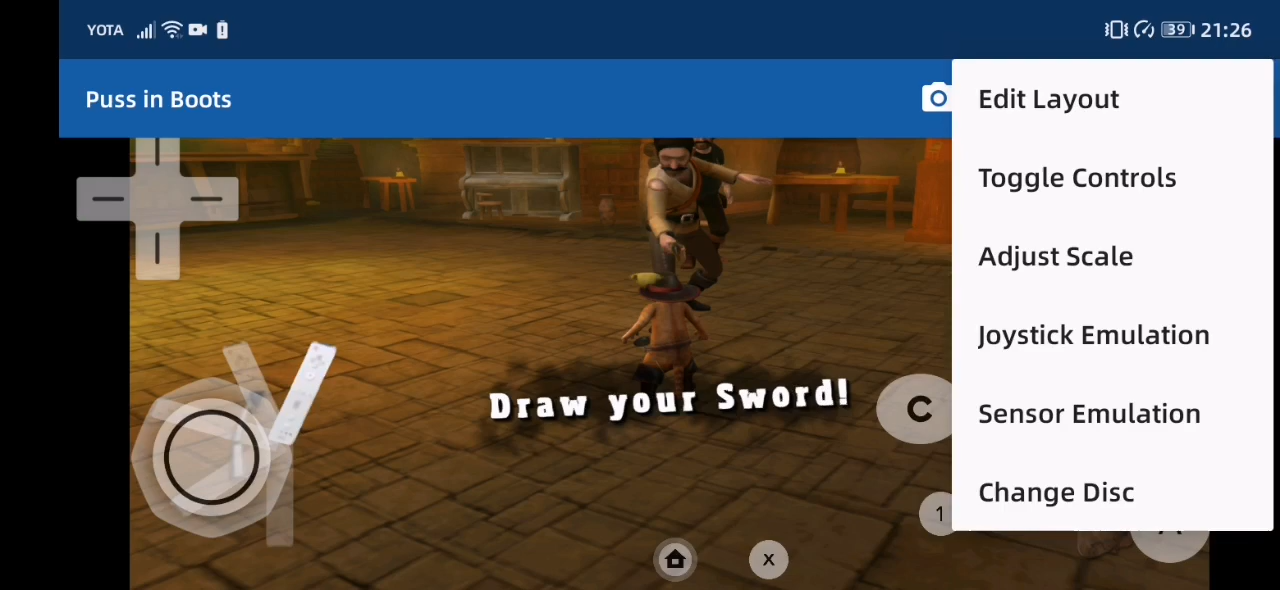 YOTA 39 21:26
Puss in Boots
Edit Layout
Toggle Controls
Adjust Scale
Joystick Emulation
Sensor Emulation
Change Disc
Draw your Sword!
C
1
X